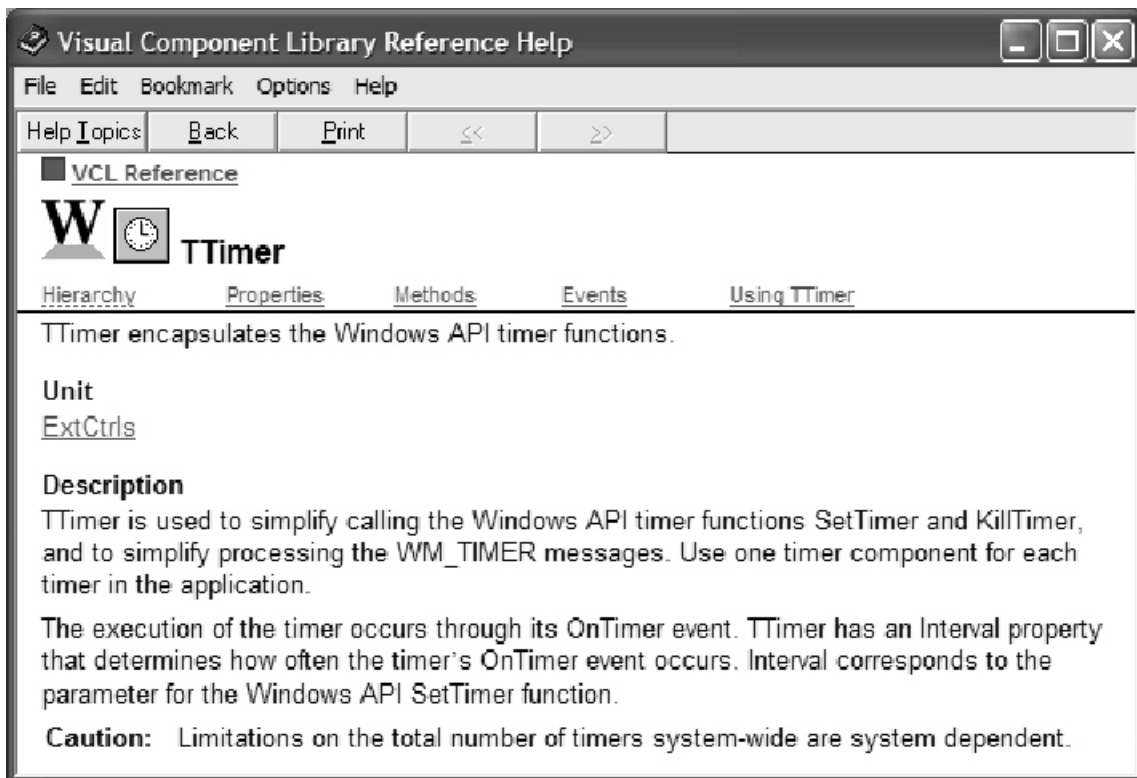 Visual Component Library Reference Help
File Edit Bookmark Options Help
Help Topics Back Print << >>
VCL Reference
W TTimer
Hierarchy Properties Methods Events Using TTimer
TTimer encapsulates the Windows API timer functions.
Unit
ExtCtrls
Description
TTimer is used to simplify calling the Windows API timer functions SetTimer and KillTimer,
and to simplify processing the WM_TIMER messages. Use one timer component for each
timer in the application.
The execution of the timer occurs through its OnTimer event. TTimer has an Interval property
that determines how often the timer's OnTimer event occurs. Interval corresponds to the
parameter for the Windows API SetTimer function.
Caution: Limitations on the total number of timers system-wide are system dependent.